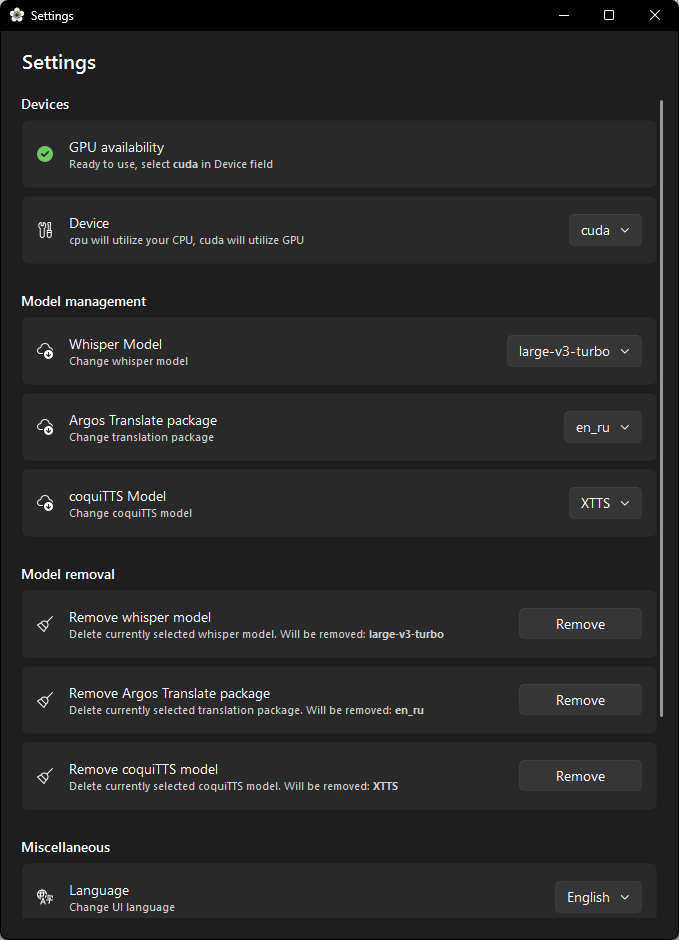 Settings
Settings
Devices
GPU availability
Ready to use, select cuda in Device field
Device
cpu will utilize your CPU, cuda will utilize GPU
cuda
Model management
Whisper Model
Change whisper model
large-v3-turbo
Argos Translate package
Change translation package
en_ru
coquiTTS Model
Change coquiTTS model
XTTS
Model removal
Remove whisper model
Delete currently selected whisper model. Will be removed: large-v3-turbo
Remove
Remove Argos Translate package
Delete currently selected translation package. Will be removed: en_ru
Remove
Remove coquiTTS model
Delete currently selected coquiTTS model. Will be removed: XTTS
Remove
Miscellaneous
Language
Change UI language
English